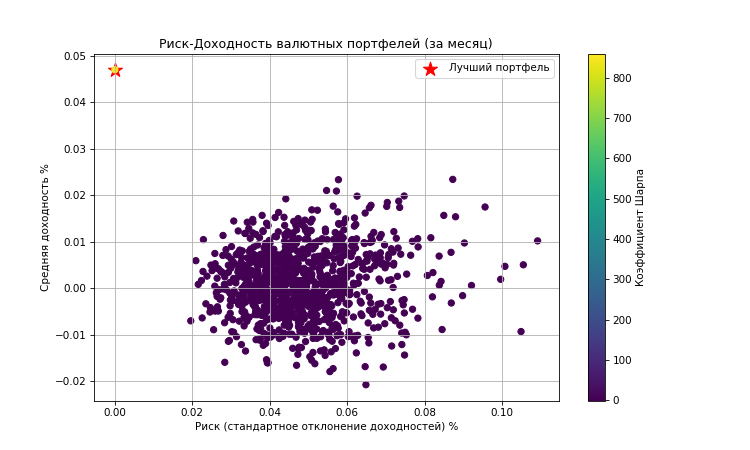 Риск-Доходность валютных портфелей (за месяц)
Лучший портфель
Средняя доходность %
0.05
0.04
0.03
0.02
0.01
0.00
−0.01
−0.02
0.00 0.02 0.04 0.06 0.08 0.10
Риск (стандартное отклонение доходностей) %
800
700
600
500
400
300
200
100
0
Коэффициент Шарпа